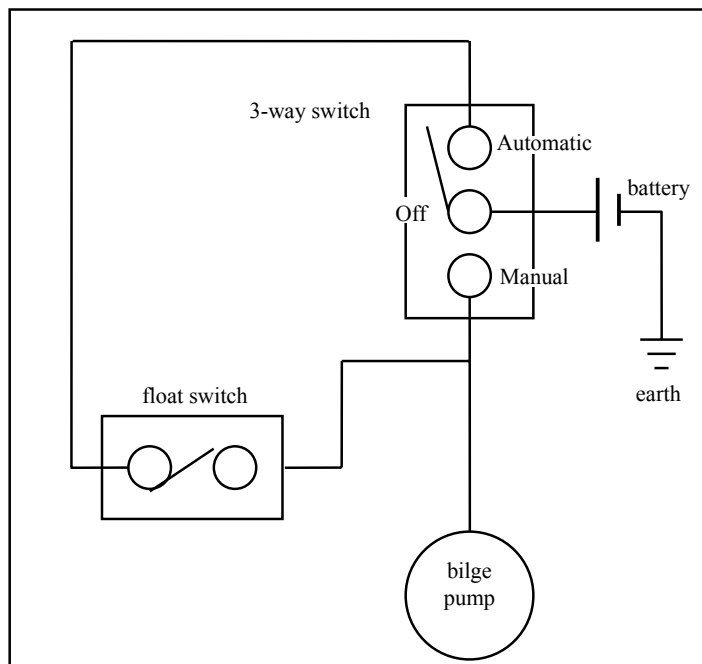 3-way switch
Automatic
battery
Off
Manual
float switch
earth
bilge
pump